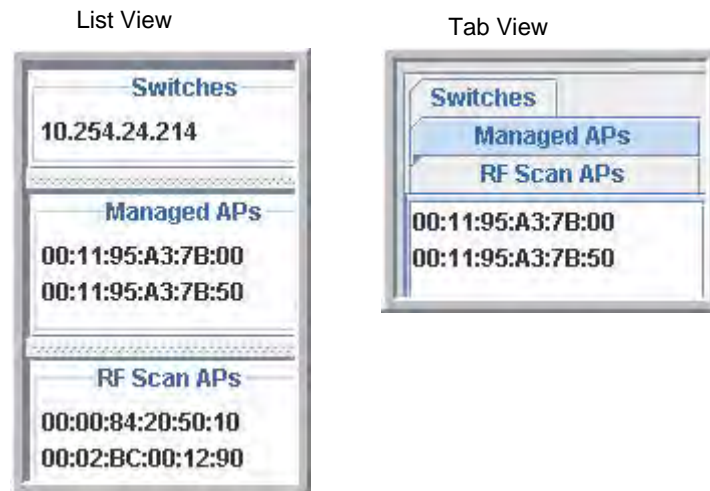 List View
Switches
10.254.24.214
Managed APs
00:11:95:A3:7B:00
00:11:95:A3:7B:50
RF Scan APs
00:00:84:20:50:10
00:02:BC:00:12:90
Tab View
Switches
Managed APs
RF Scan APs
00:11:95:A3:7B:00
00:11:95:A3:7B:50